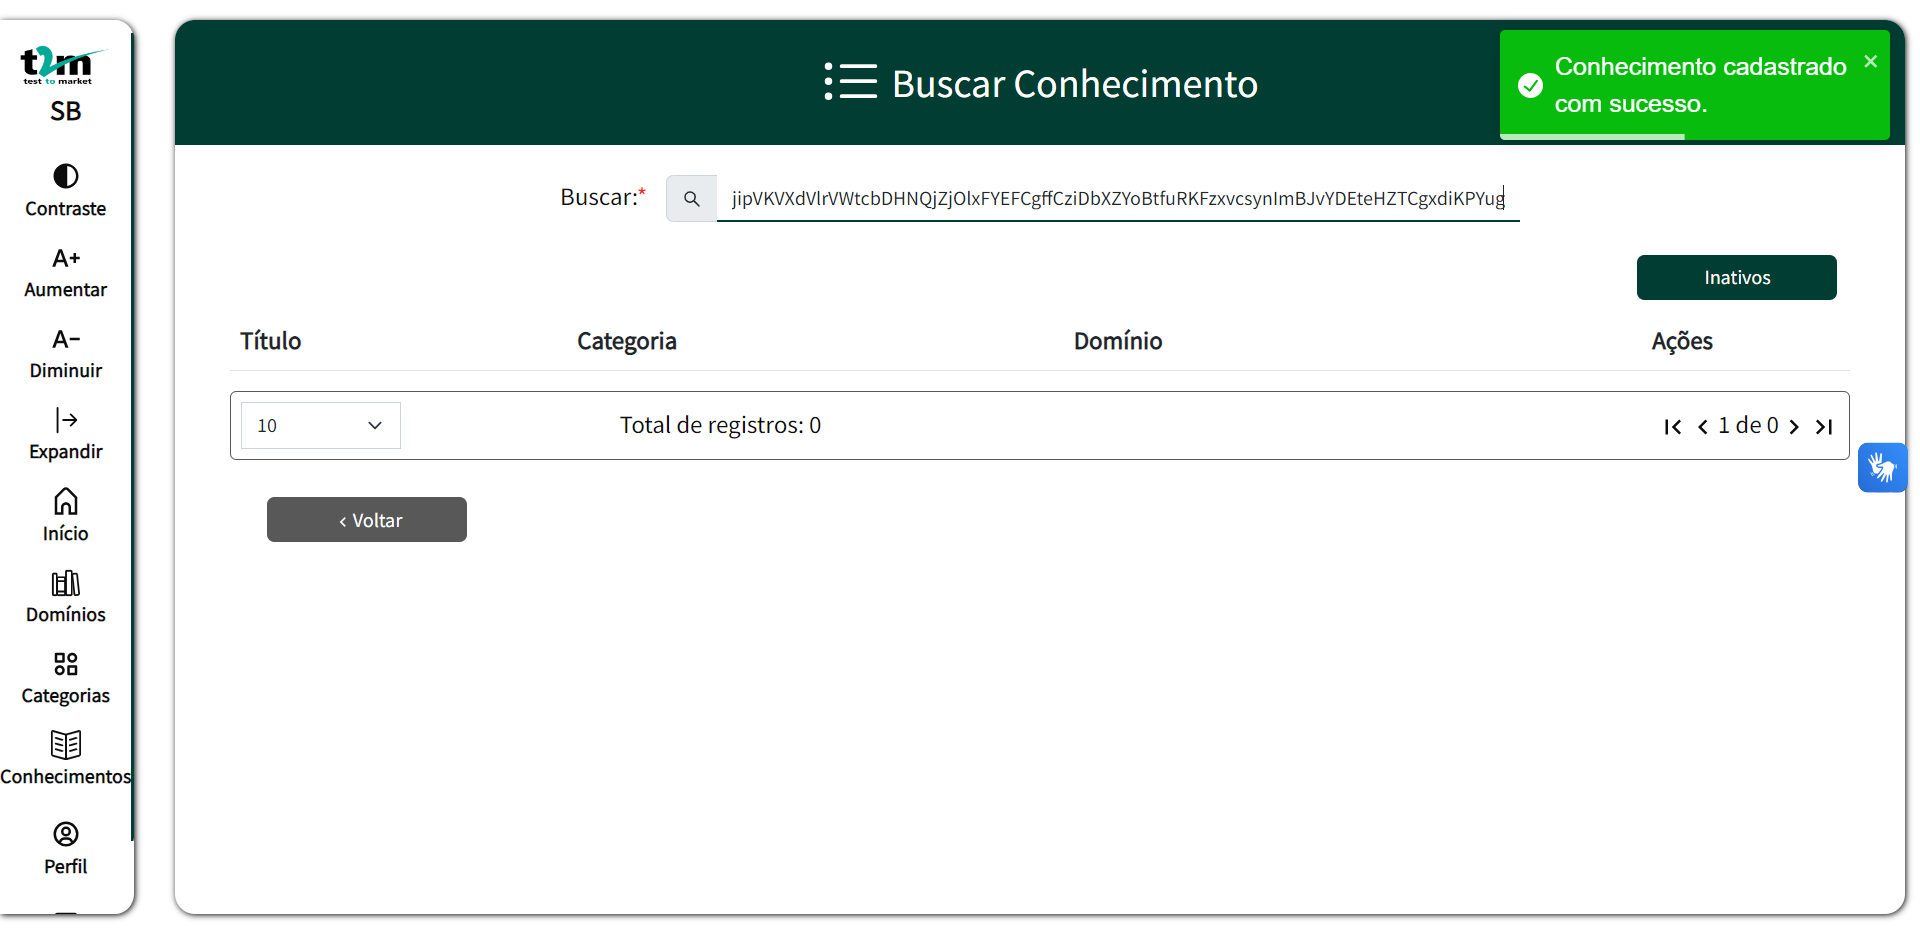 t2m
test to market
SB
Contraste
A+
Aumentar
A-
Diminuir
Expandir
Início
Domínios
Categorias
Conhecimentos
Perfil
Buscar Conhecimento
Conhecimento cadastrado
com sucesso.
Buscar:*
jipVKVXdVlrVWtcbDHNQjZjOlxFYEFCgffCziDbXZYoBtfuRKFzxvcsynImBJvYDEteHZTCgxdiKPYug
Inativos
Título Categoria Domínio Ações
10 Total de registros: 0 1 de 0
‹ Voltar